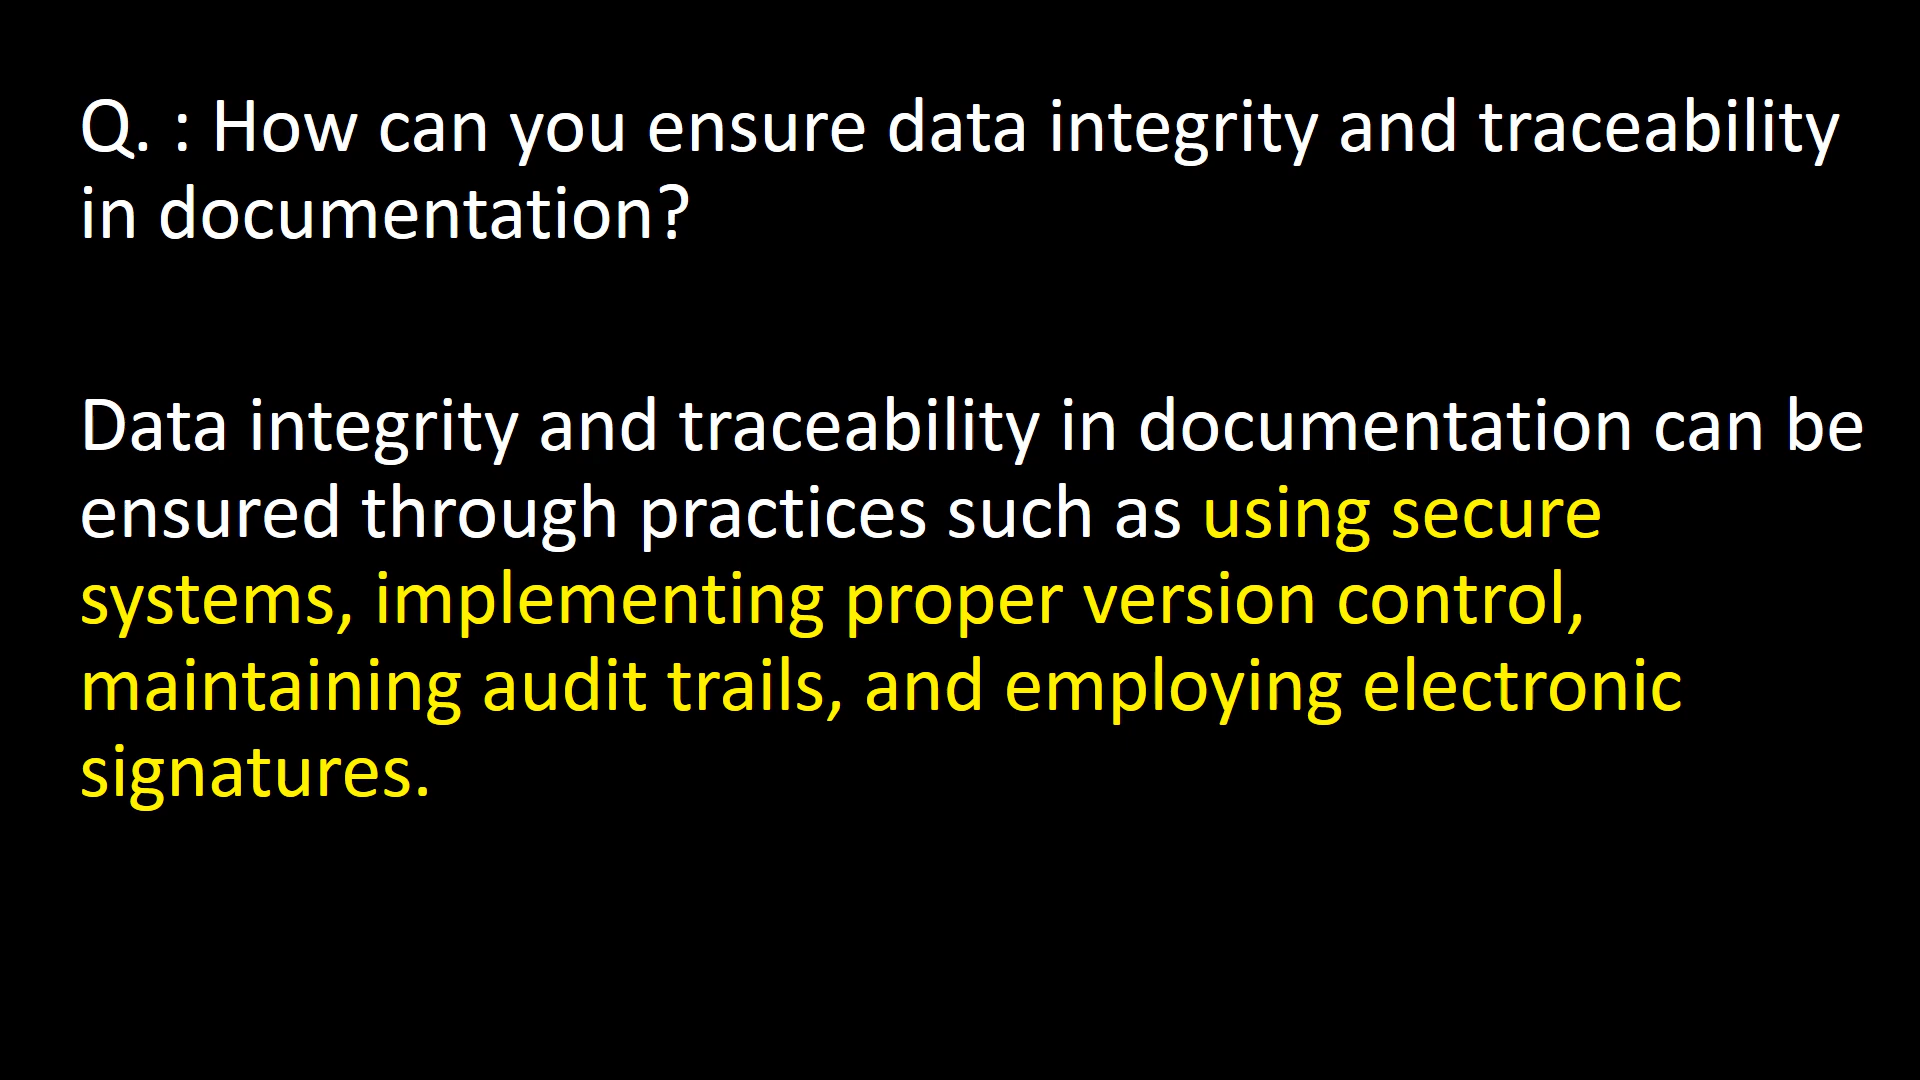 Q. : How can you ensure data integrity and traceability
in documentation?
Data integrity and traceability in documentation can be
ensured through practices such as using secure
systems, implementing proper version control,
maintaining audit trails, and employing electronic
signatures.